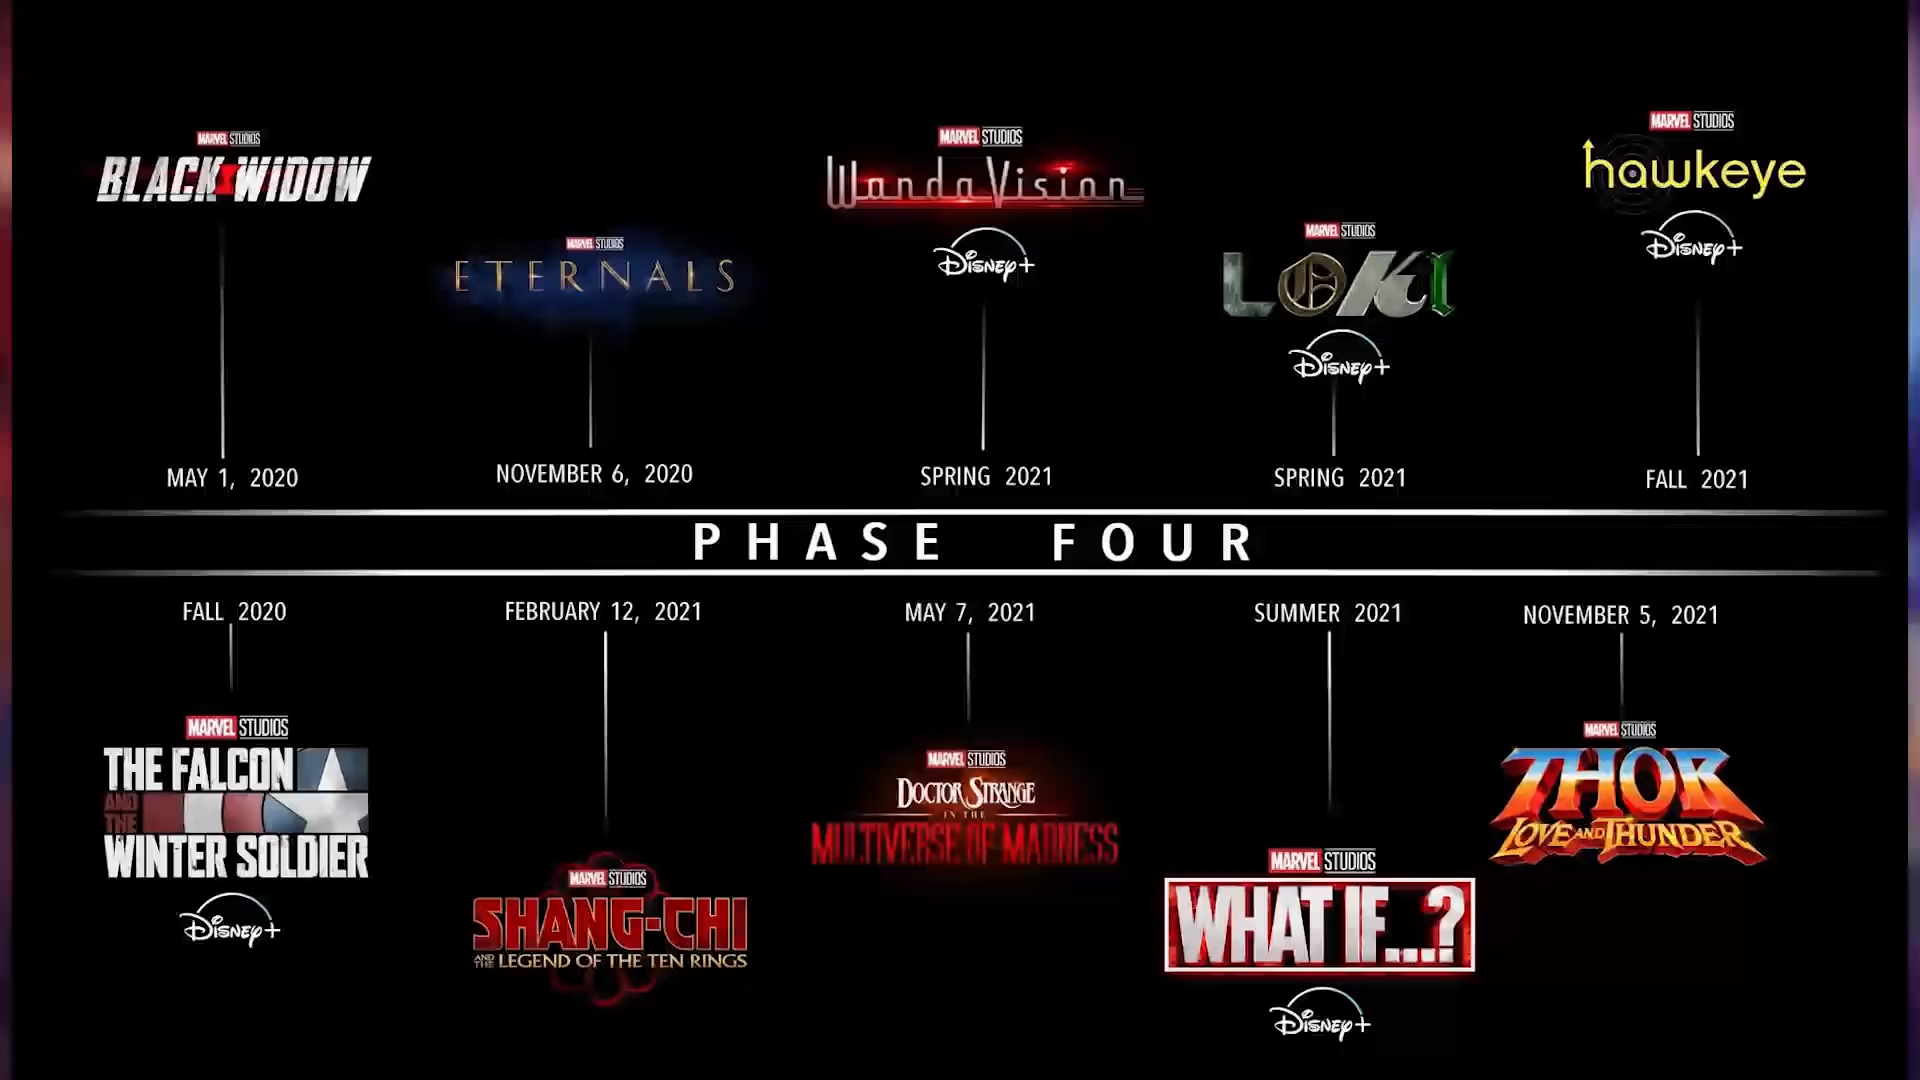 MARVEL STUDIOS
BLACK WIDOW
MAY 1, 2020
MARVEL STUDIOS
ETERNALS
NOVEMBER 6, 2020
MARVEL STUDIOS
WandaVision
Disney+
SPRING 2021
MARVEL STUDIOS
LOKI
Disney+
SPRING 2021
MARVEL STUDIOS
hawkeye
Disney+
FALL 2021
PHASE FOUR
FALL 2020
MARVEL STUDIOS
THE FALCON
AND
THE
WINTER SOLDIER
Disney+
FEBRUARY 12, 2021
MARVEL STUDIOS
SHANG-CHI
AND THE LEGEND OF THE TEN RINGS
MAY 7, 2021
MARVEL STUDIOS
DOCTOR STRANGE
IN THE
MULTIVERSE OF MADNESS
SUMMER 2021
MARVEL STUDIOS
WHAT IF...?
Disney+
NOVEMBER 5, 2021
MARVEL STUDIOS
THOR
LOVE AND THUNDER